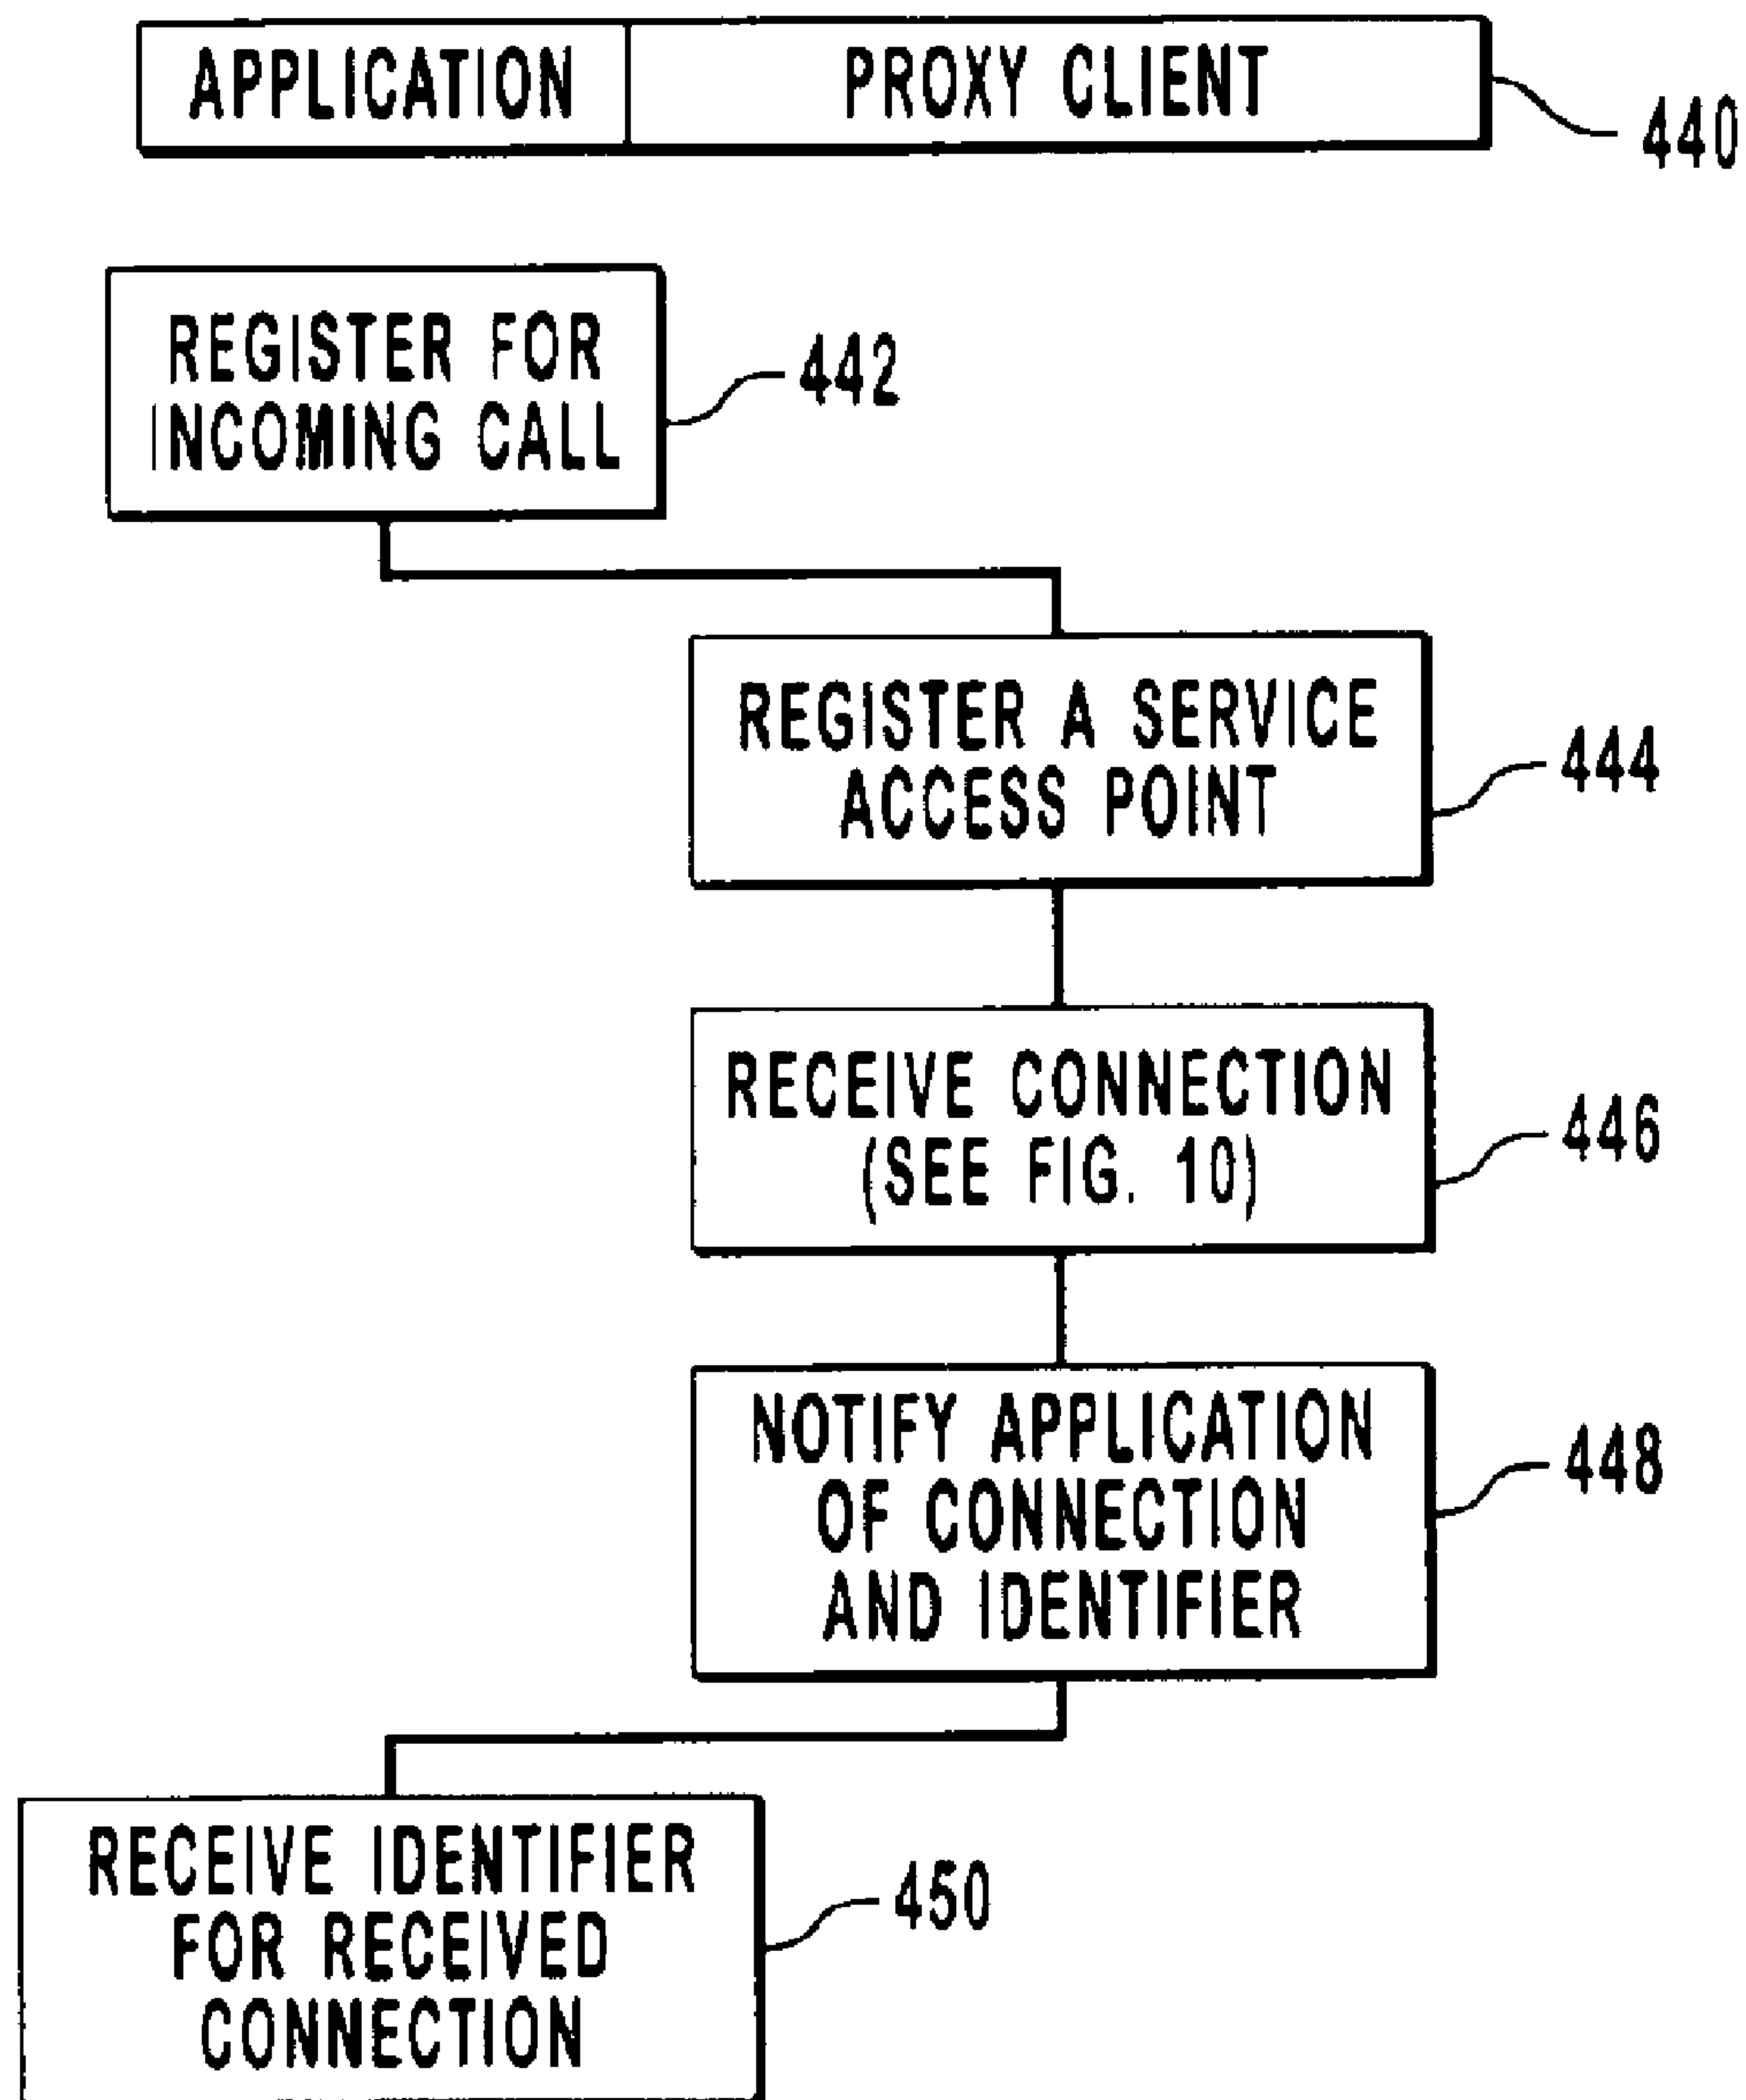 APPLICATION PROXY CLIENT
440
REGISTER FOR
INCOMING CALL
442
REGISTER A SERVICE
ACCESS POINT
444
RECEIVE CONNECTION
(SEE FIG. 10)
446
NOTIFY APPLICATION
OF CONNECTION
AND IDENTIFIER
448
RECEIVE IDENTIFIER
FOR RECEIVED
CONNECTION
450